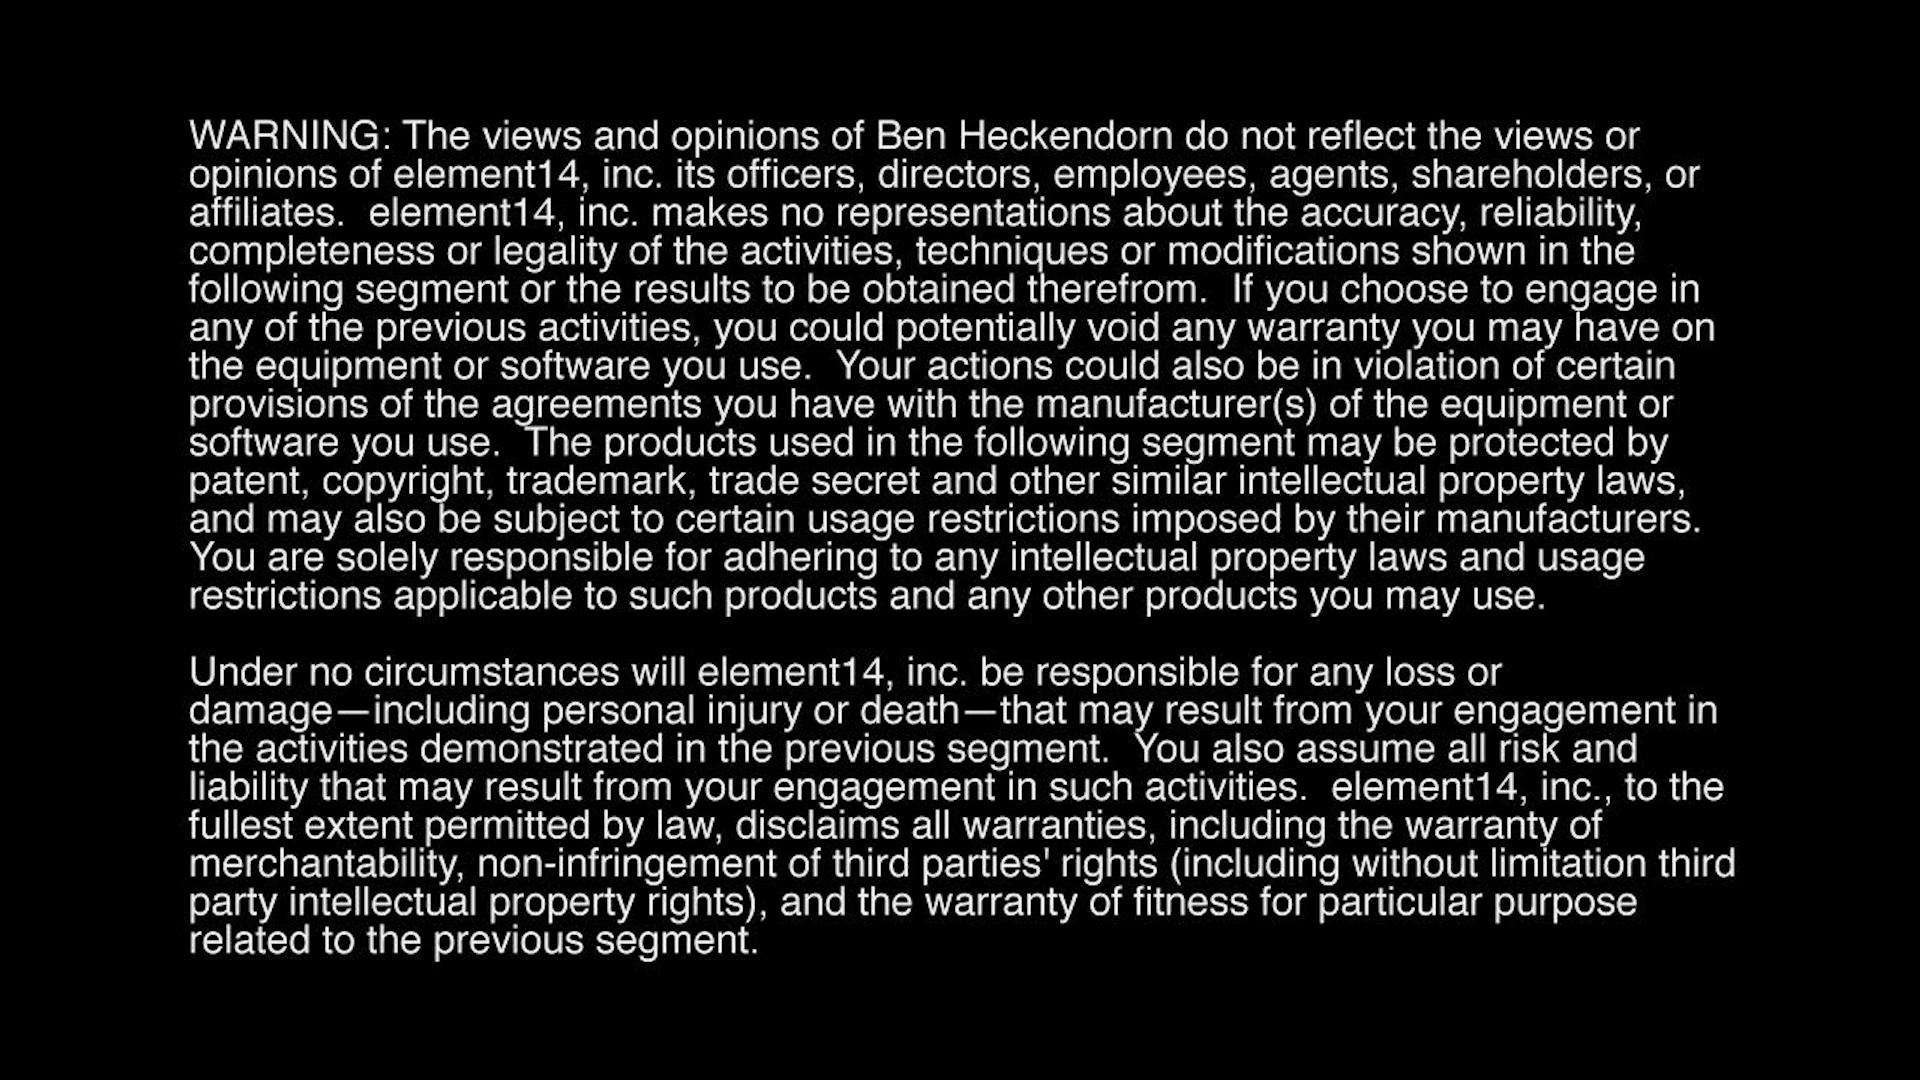 WARNING: The views and opinions of Ben Heckendorn do not reflect the views or
opinions of element14, inc. its officers, directors, employees, agents, shareholders, or
affiliates.  element14, inc. makes no representations about the accuracy, reliability,
completeness or legality of the activities, techniques or modifications shown in the
following segment or the results to be obtained therefrom.  If you choose to engage in
any of the previous activities, you could potentially void any warranty you may have on
the equipment or software you use.  Your actions could also be in violation of certain
provisions of the agreements you have with the manufacturer(s) of the equipment or
software you use.  The products used in the following segment may be protected by
patent, copyright, trademark, trade secret and other similar intellectual property laws,
and may also be subject to certain usage restrictions imposed by their manufacturers.
You are solely responsible for adhering to any intellectual property laws and usage
restrictions applicable to such products and any other products you may use.

Under no circumstances will element14, inc. be responsible for any loss or
damage—including personal injury or death—that may result from your engagement in
the activities demonstrated in the previous segment.  You also assume all risk and
liability that may result from your engagement in such activities.  element14, inc., to the
fullest extent permitted by law, disclaims all warranties, including the warranty of
merchantability, non-infringement of third parties' rights (including without limitation third
party intellectual property rights), and the warranty of fitness for particular purpose
related to the previous segment.